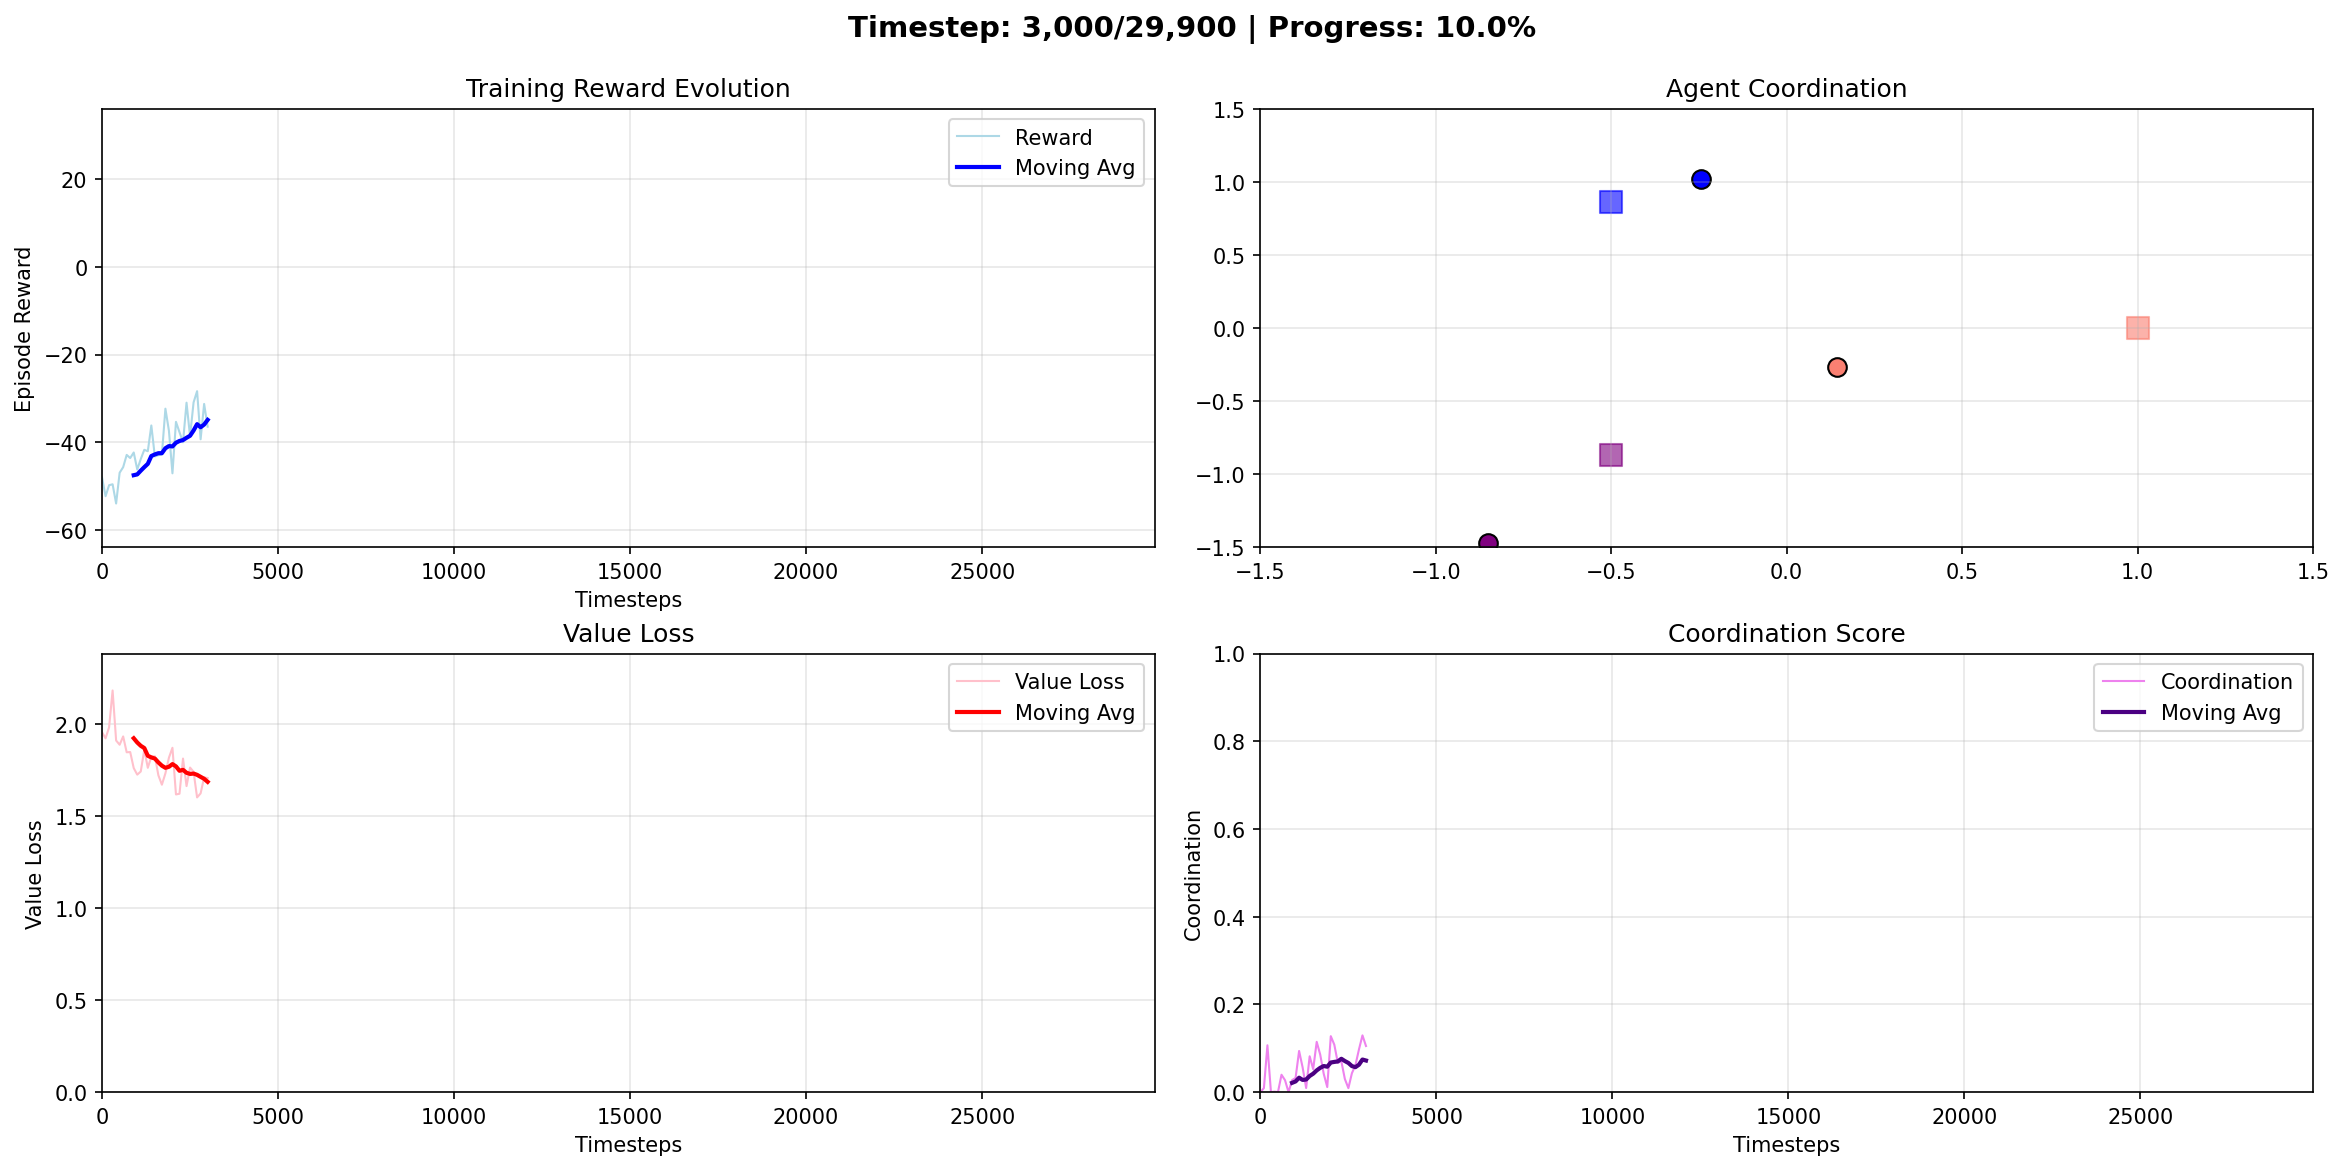 Timestep: 3,000/29,900 | Progress: 10.0%
Training Reward Evolution
Episode Reward
20
0
−20
−40
−60
Reward
Moving Avg
0
5000
10000
15000
20000
25000
Timesteps
Agent Coordination
1.5
1.0
0.5
0.0
−0.5
−1.0
−1.5
−1.5
−1.0
−0.5
0.0
0.5
1.0
1.5
Value Loss
Value Loss
2.0
1.5
1.0
0.5
0.0
Value Loss
Moving Avg
0
5000
10000
15000
20000
25000
Timesteps
Coordination Score
Coordination
1.0
0.8
0.6
0.4
0.2
0.0
Coordination
Moving Avg
0
5000
10000
15000
20000
25000
Timesteps